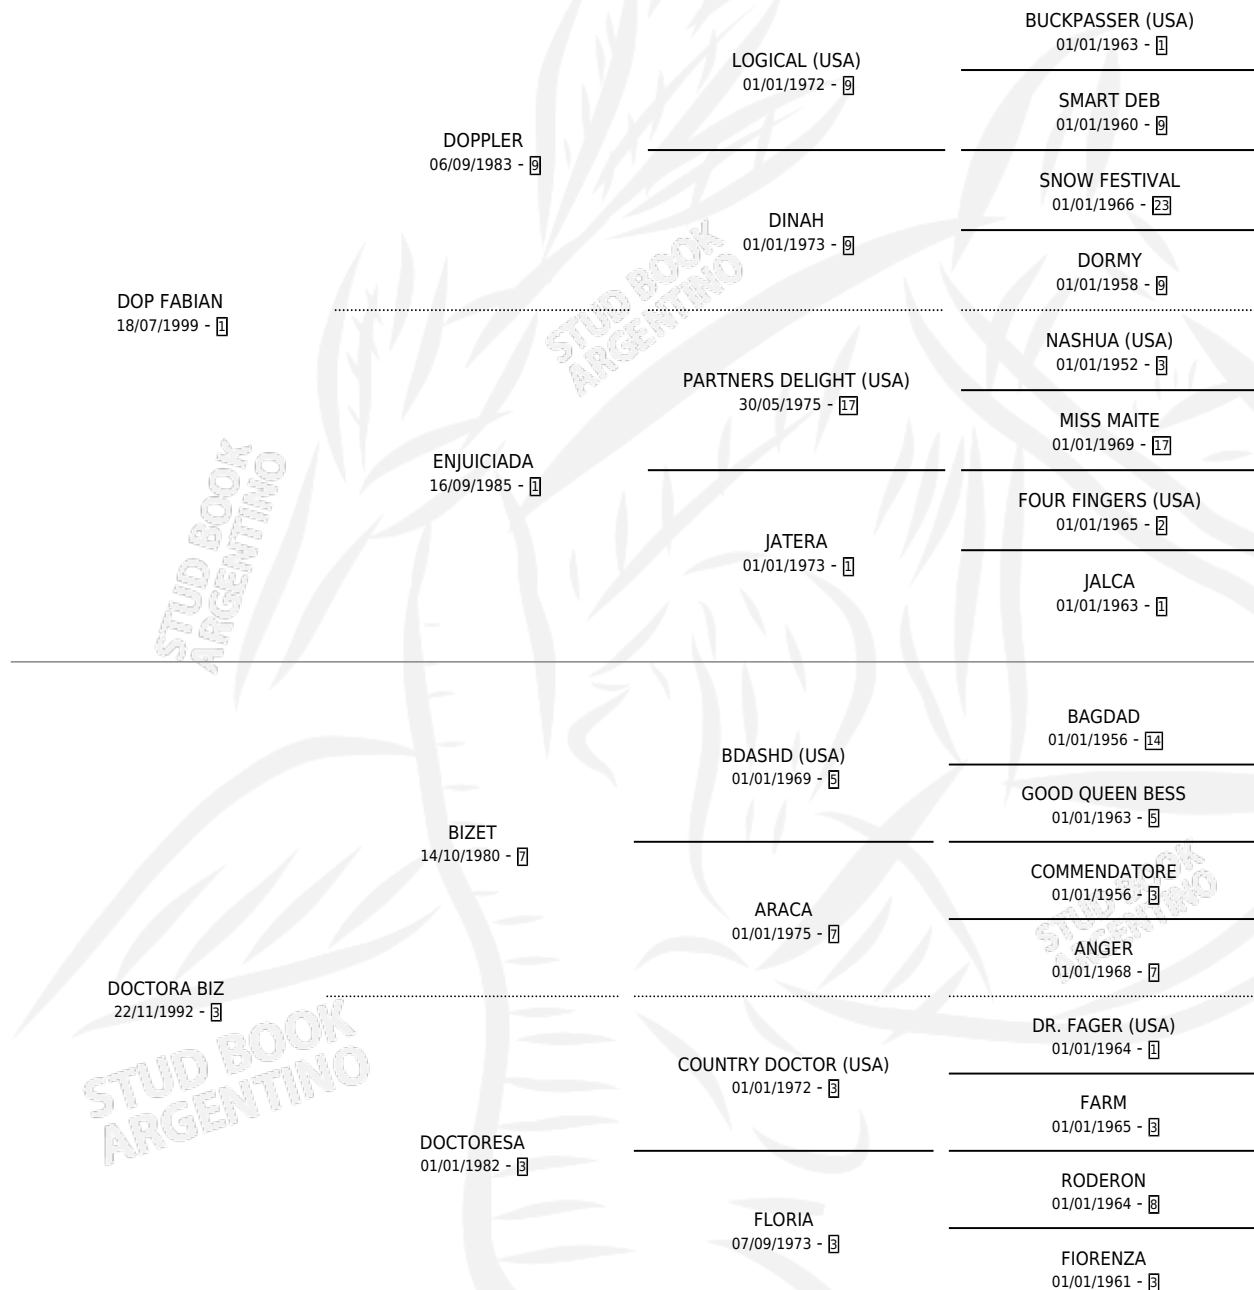 BUCKPASSER (USA)
01/01/1963 - 1
LOGICAL (USA)
01/01/1972 - 9
SMART DEB
01/01/1960 - 9
DOPPLER
06/09/1983 - 9
SNOW FESTIVAL
01/01/1966 - 23
DINAH
01/01/1973 - 9
DORMY
01/01/1958 - 9
DOP FABIAN
18/07/1999 - 1
NASHUA (USA)
01/01/1952 - 3
PARTNERS DELIGHT (USA)
30/05/1975 - 17
MISS MAITE
01/01/1969 - 17
ENJUICIADA
16/09/1985 - 1
FOUR FINGERS (USA)
01/01/1965 - 2
JATERA
01/01/1973 - 1
JALCA
01/01/1963 - 1
BAGDAD
01/01/1956 - 14
BDASHD (USA)
01/01/1969 - 5
GOOD QUEEN BESS
01/01/1963 - 5
BIZET
14/10/1980 - 7
COMMENDATORE
01/01/1956 - 3
ARACA
01/01/1975 - 7
ANGER
01/01/1968 - 7
DOCTORA BIZ
22/11/1992 - 3
DR. FAGER (USA)
01/01/1964 - 1
COUNTRY DOCTOR (USA)
01/01/1972 - 3
FARM
01/01/1965 - 3
DOCTORESA
01/01/1982 - 3
RODERON
01/01/1964 - 8
FLORIA
07/09/1973 - 3
FIORENZA
01/01/1961 - 3
STUD BOOK
ARGENTINO
STUD BOOK
ARGENTINO
STUD BOOK
ARGENTINO
STUD BOOK
ARGENTINO